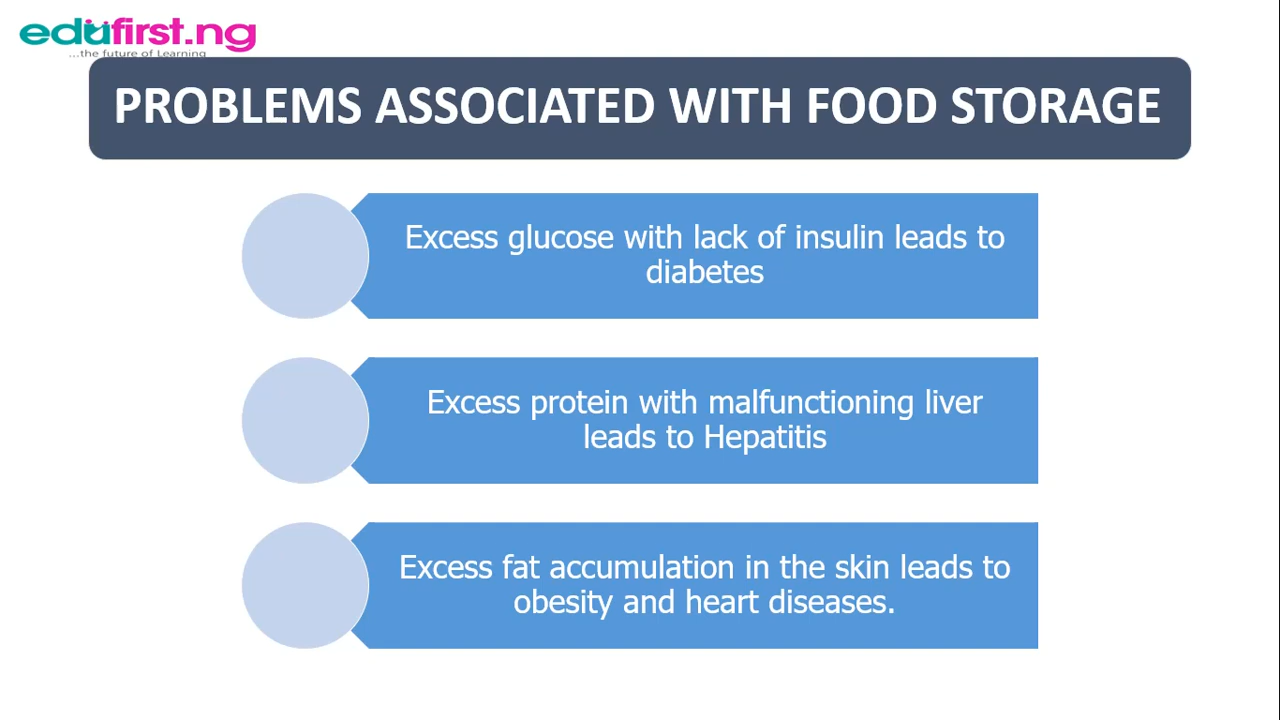 edufirst.ng
...the future of Learning
PROBLEMS ASSOCIATED WITH FOOD STORAGE
Excess glucose with lack of insulin leads to
diabetes
Excess protein with malfunctioning liver
leads to Hepatitis
Excess fat accumulation in the skin leads to
obesity and heart diseases.